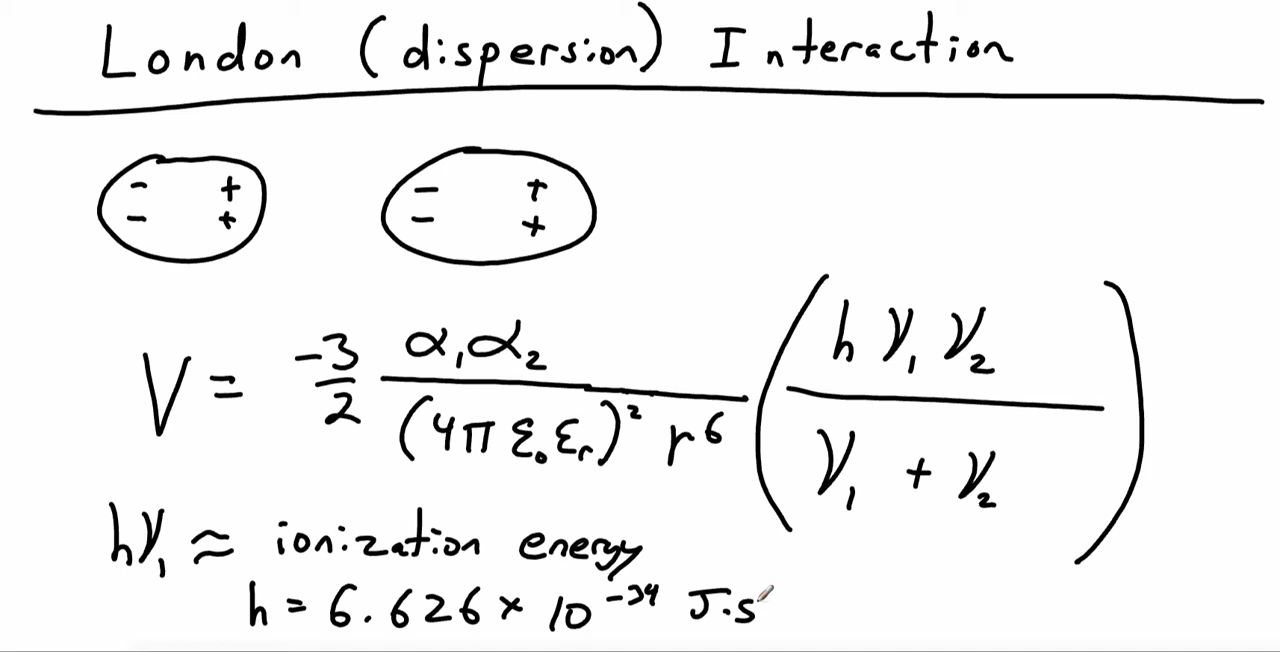 London (dispersion) Interaction
- + - +
- + - +
V = -3/2 α₁α₂/(4π ε₀ εᵣ)² r⁶ (h ν₁ ν₂/ν₁ + ν₂)
hν₁ ≈ ionization energy
h = 6.626 × 10⁻³⁴ J·s